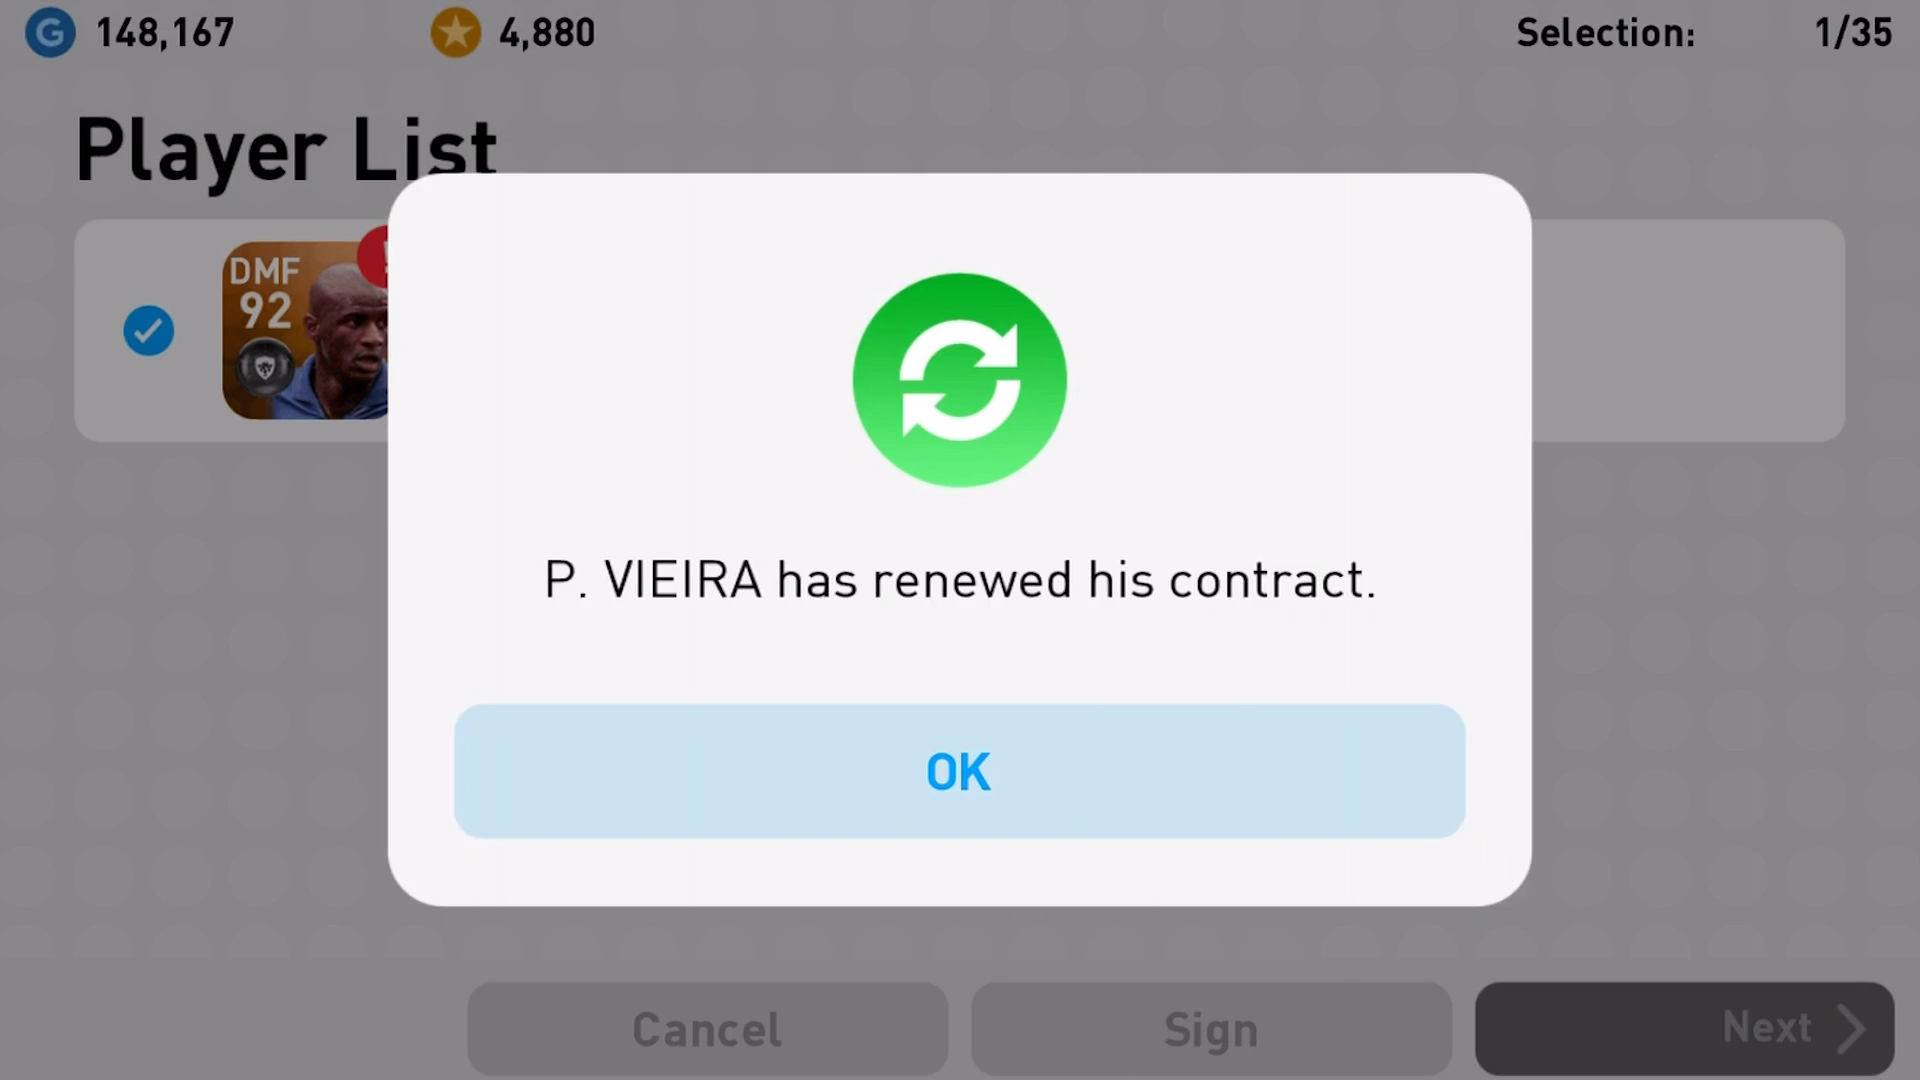 148,167
4,880
Selection: 1/35
Player List
DMF
92
P. VIEIRA has renewed his contract.
OK
Cancel
Sign
Next